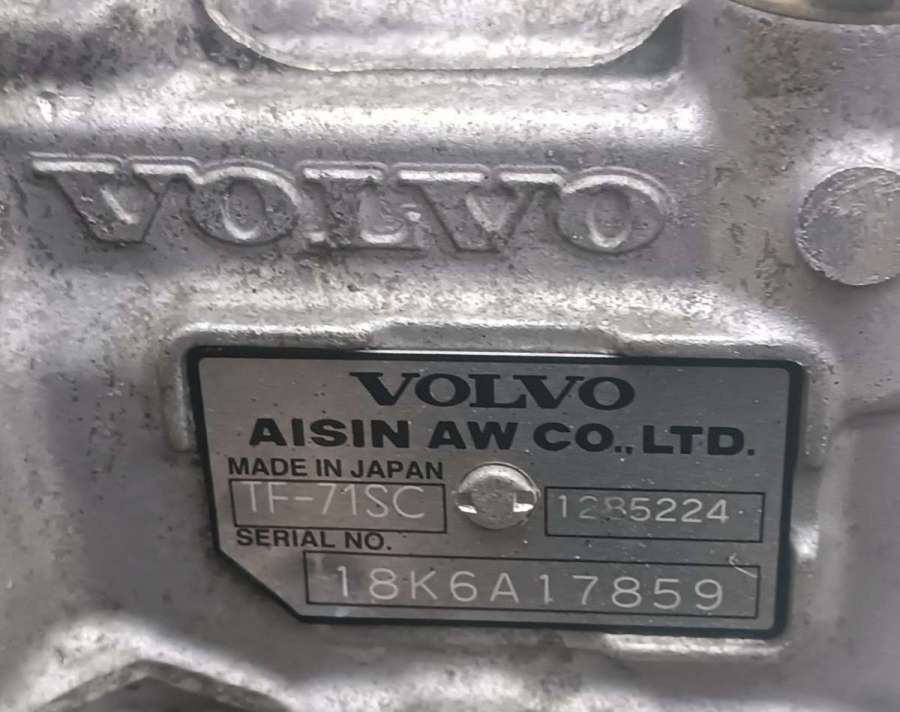 VOLVO
VOLVO
AISIN AW CO.,LTD.
MADE IN JAPAN
TF-71SC 1285224
SERIAL NO.
18K6A17859